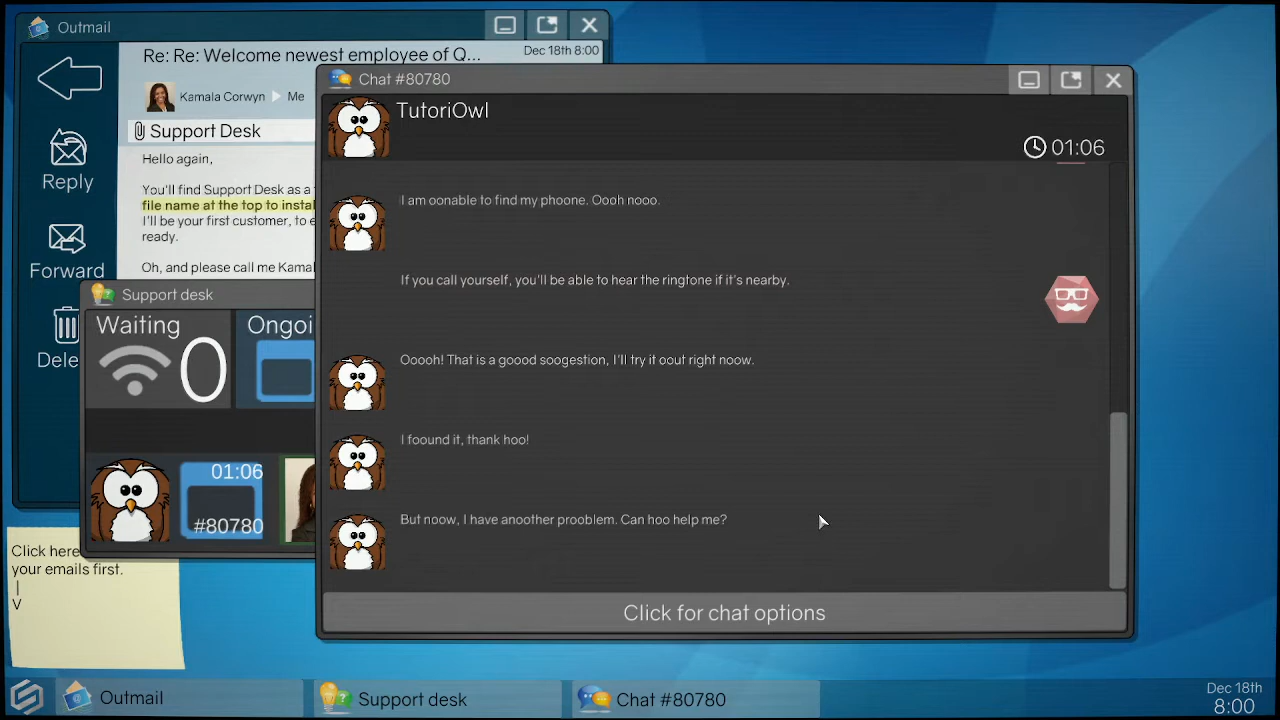 Outmail
Re: Re: Welcome newest employee of Q...
Dec 18th 8:00
Kamala Corwyn Me
Support Desk
Hello again,
You'll find Support Desk as a
file name at the top to instal
I'll be your first customer, to e
ready.
Oh, and please call me Kamal
Reply
Forward
Dele
Support desk
Waiting
0
Ongoi
01:06
#80780
Click here
your emails first.
|
V
Chat #80780
TutoriOwl
01:06
I am oonable to find my phoone. Oooh nooo.
If you call yourself, you'll be able to hear the ringtone if it's nearby.
Ooooh! That is a goood soogestion, I'll try it oout right noow.
I foound it, thank hoo!
But noow, I have anoother prooblem. Can hoo help me?
Click for chat options
Outmail
Support desk
Chat #80780
Dec 18th
8:00